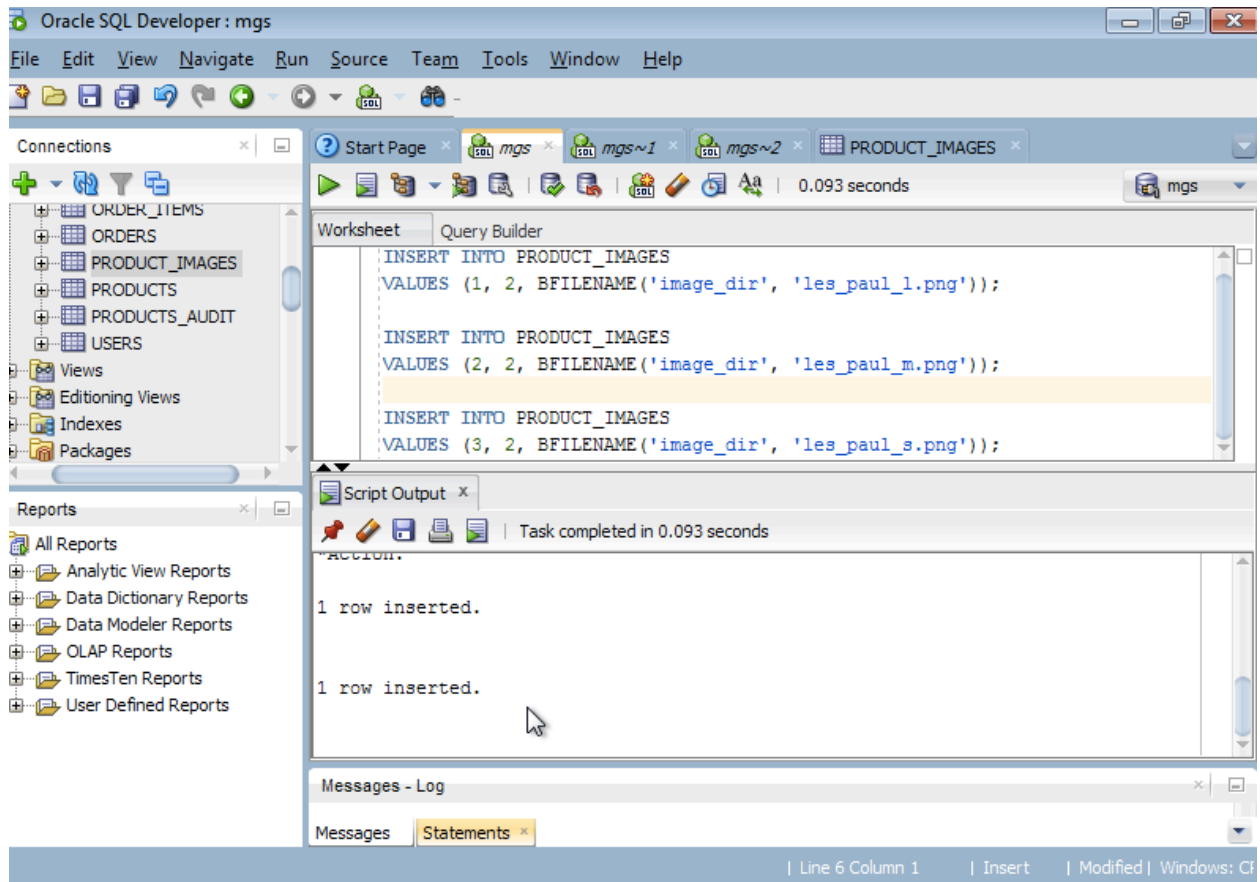 Oracle SQL Developer : mgs
File Edit View Navigate Run Source Team Tools Window Help
Connections
ORDER_ITEMS
ORDERS
PRODUCT_IMAGES
PRODUCTS
PRODUCTS_AUDIT
USERS
Views
Editioning Views
Indexes
Packages
Reports
All Reports
Analytic View Reports
Data Dictionary Reports
Data Modeler Reports
OLAP Reports
TimesTen Reports
User Defined Reports
Start Page mgs mgs~1 mgs~2 PRODUCT_IMAGES
0.093 seconds mgs
Worksheet Query Builder
INSERT INTO PRODUCT_IMAGES
VALUES (1, 2, BFILENAME('image_dir', 'les_paul_l.png'));
INSERT INTO PRODUCT_IMAGES
VALUES (2, 2, BFILENAME('image_dir', 'les_paul_m.png'));
INSERT INTO PRODUCT_IMAGES
VALUES (3, 2, BFILENAME('image_dir', 'les_paul_s.png'));
Script Output
Task completed in 0.093 seconds
*Action:
1 row inserted.
1 row inserted.
Messages - Log
Messages Statements
| Line 6 Column 1 | Insert | Modified | Windows: